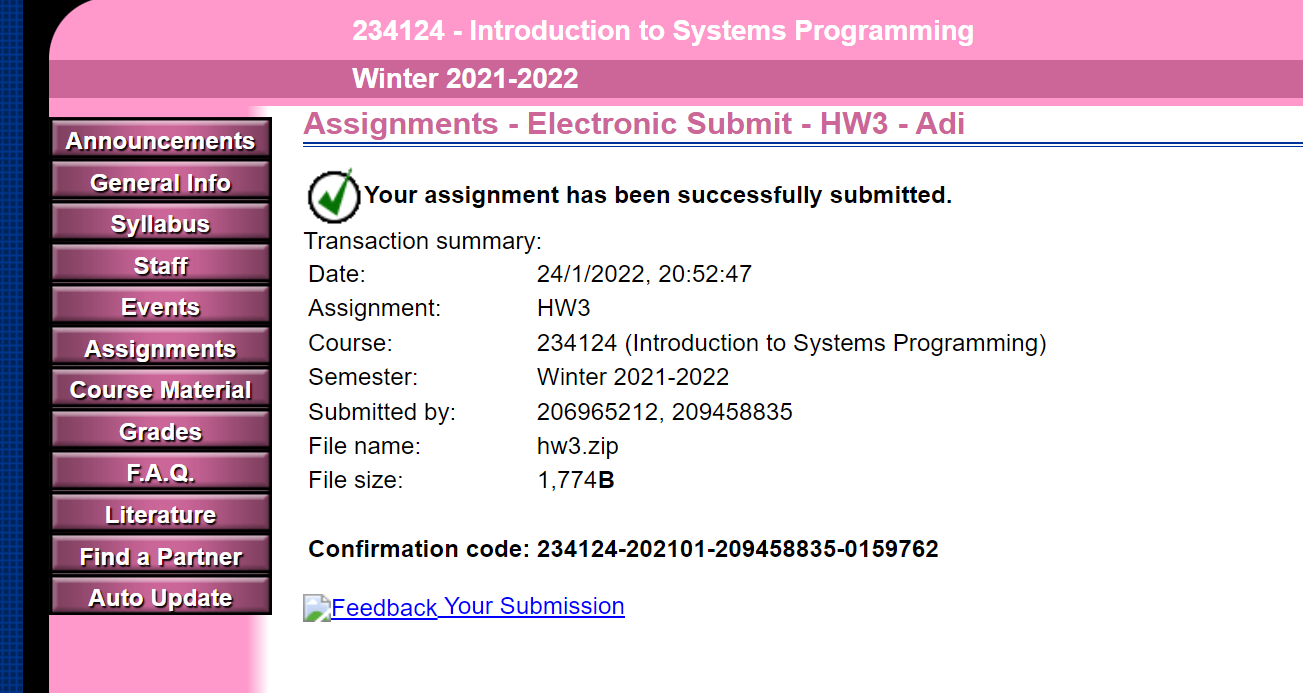 234124 - Introduction to Systems Programming
Winter 2021-2022
Announcements
General Info
Syllabus
Staff
Events
Assignments
Course Material
Grades
F.A.Q.
Literature
Find a Partner
Auto Update
Assignments - Electronic Submit - HW3 - Adi
Your assignment has been successfully submitted.
Transaction summary:
Date: 24/1/2022, 20:52:47
Assignment: HW3
Course: 234124 (Introduction to Systems Programming)
Semester: Winter 2021-2022
Submitted by: 206965212, 209458835
File name: hw3.zip
File size: 1,774B
Confirmation code: 234124-202101-209458835-0159762
Feedback Your Submission